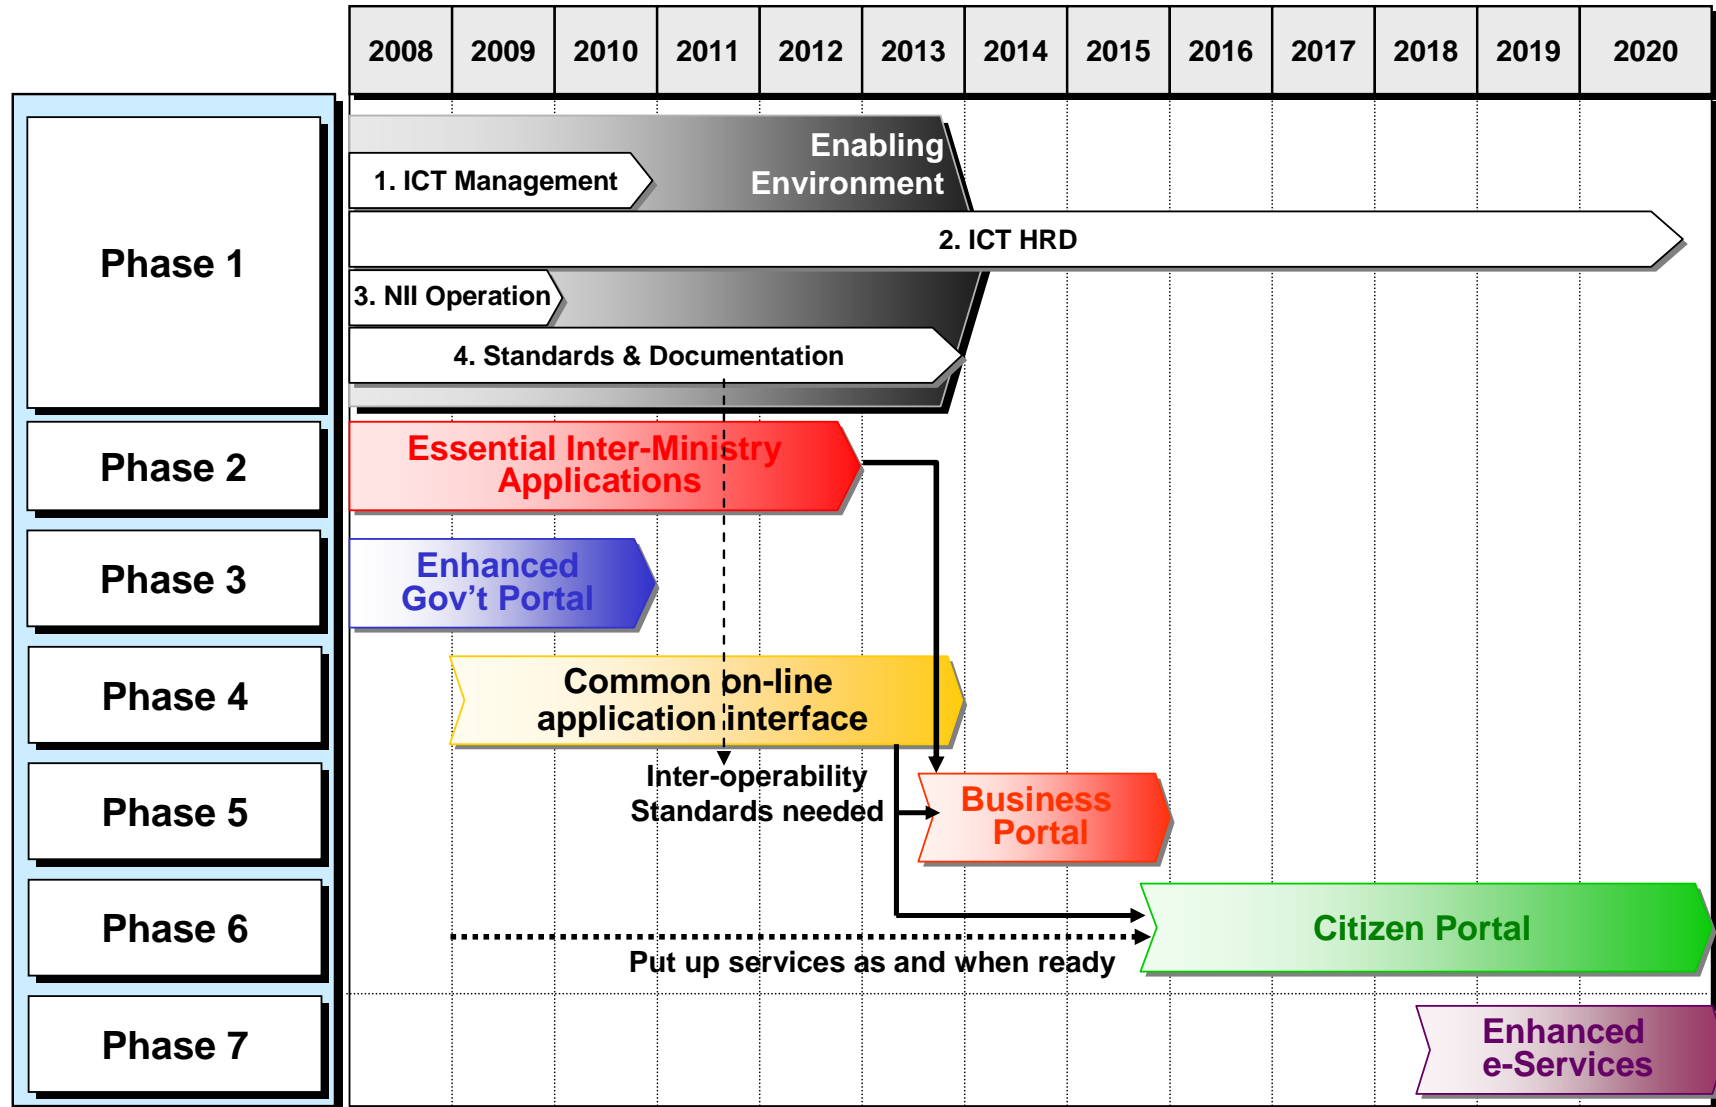 2008 2009 2010 2011 2012 2013 2014 2015 2016 2017 2018 2019 2020
Phase 1
Enabling
Environment
1. ICT Management
2. ICT HRD
3. NII Operation
4. Standards & Documentation
Phase 2
Essential Inter-Ministry
Applications
Phase 3
Enhanced
Gov't Portal
Phase 4
Common on-line
application interface
Inter-operability
Standards needed
Phase 5
Business
Portal
Phase 6
Citizen Portal
Put up services as and when ready
Phase 7
Enhanced
e-Services